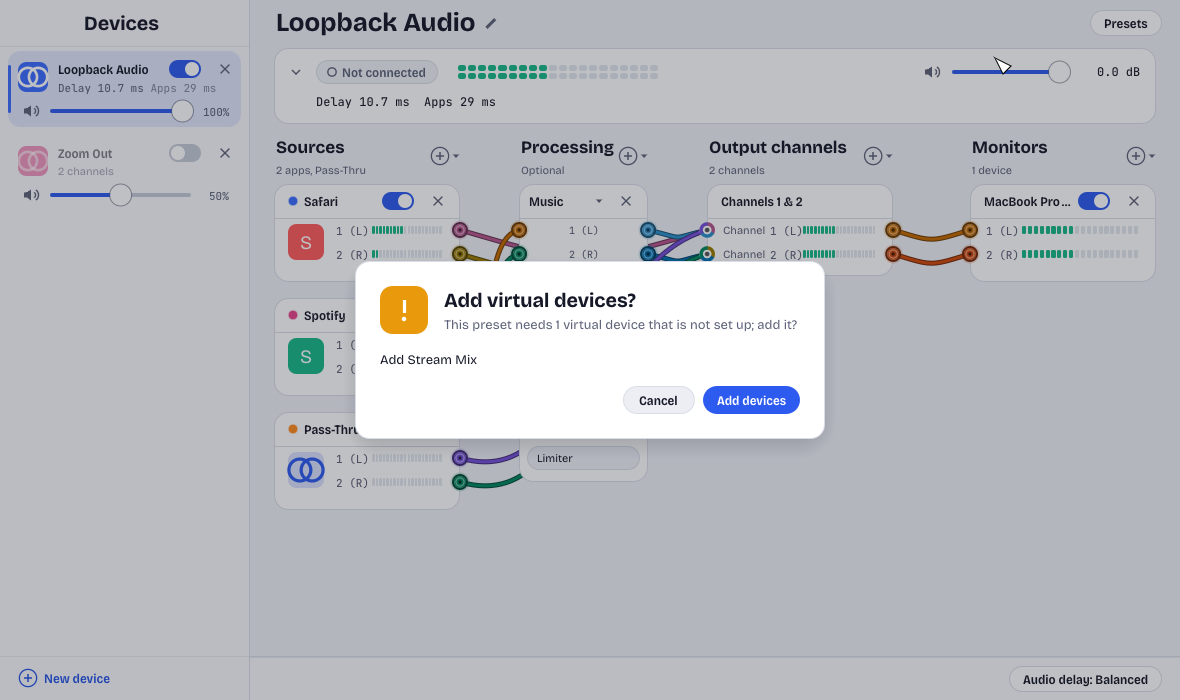 Devices
Loopback Audio
Delay 10.7 ms Apps 29 ms
100%
Zoom Out
2 channels
50%
New device
Loopback Audio
Presets
Not connected
0.0 dB
Delay 10.7 ms Apps 29 ms
Sources
2 apps, Pass-Thru
Processing
Optional
Output channels
2 channels
Monitors
1 device
Safari
S
1 (L)
2 (R)
Spotify
S
1
2
Pass-Thru
1 (L)
2 (R)
Music
1 (L)
2 (R)
Limiter
Channels 1 & 2
Channel 1 (L)
Channel 2 (R)
MacBook Pro...
1 (L)
2 (R)
!
Add virtual devices?
This preset needs 1 virtual device that is not set up; add it?
Add Stream Mix
Cancel
Add devices
Audio delay: Balanced